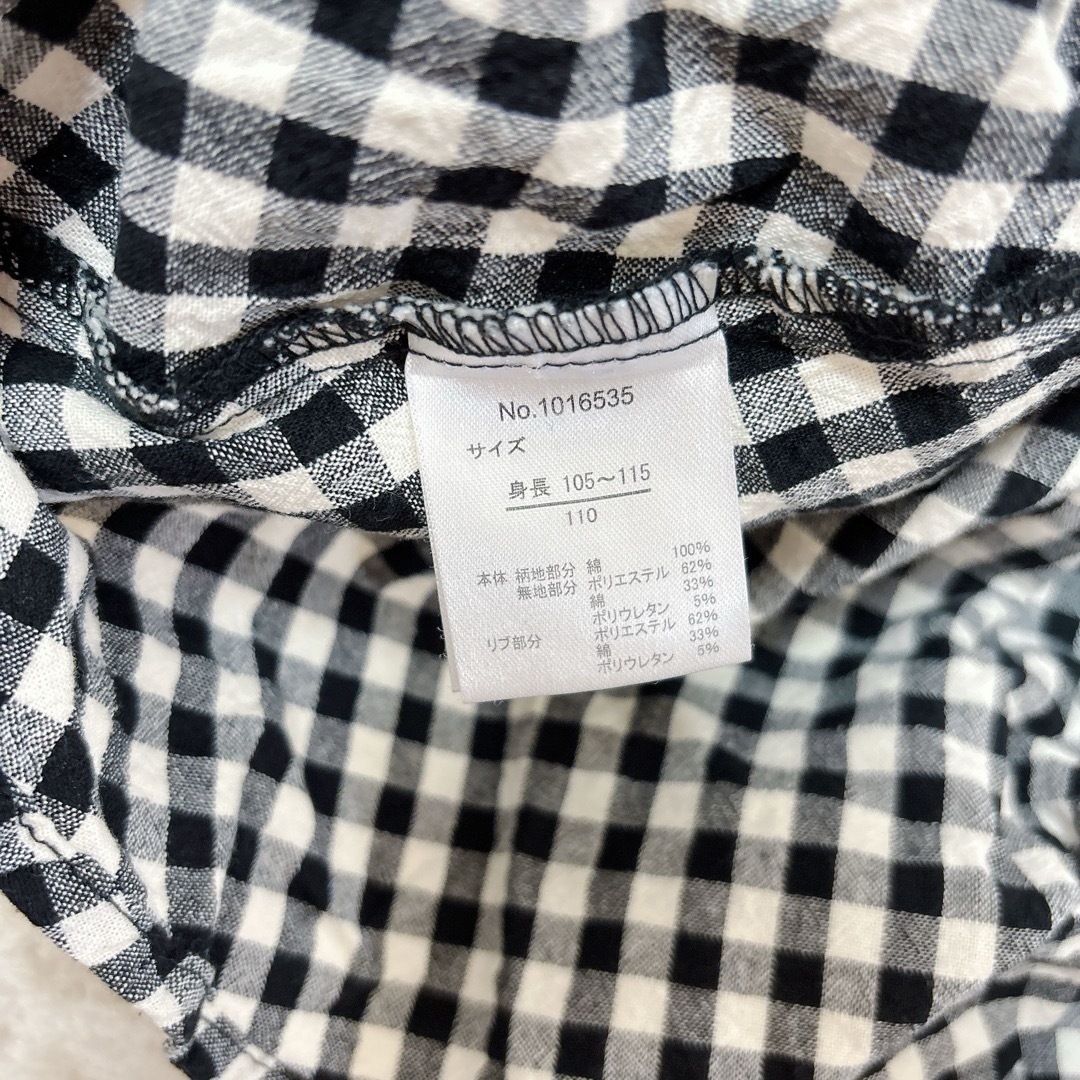 No.1016535
サイズ
身長 105～115
110
本体 柄地部分 綿 100%
無地部分 ポリエステル 62%
綿 33%
ポリウレタン 5%
リブ部分 ポリエステル 62%
綿 33%
ポリウレタン 5%